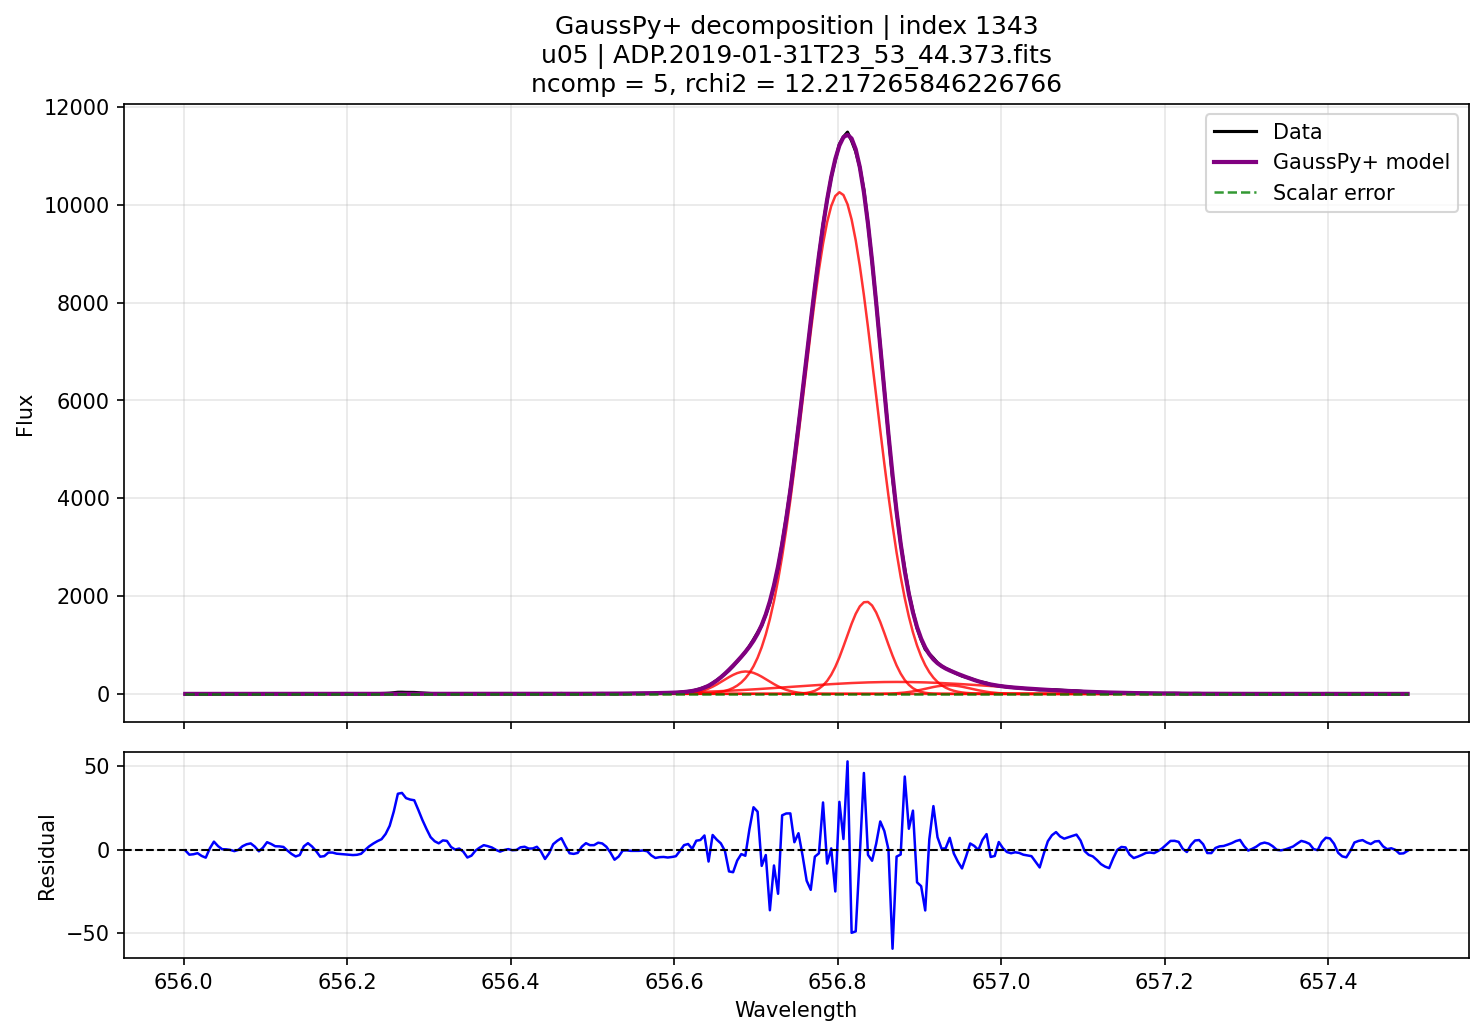 GaussPy+ decomposition | index 1343
u05 | ADP.2019-01-31T23_53_44.373.fits
ncomp = 5, rchi2 = 12.217265846226766
12000
10000
8000
6000
4000
2000
0
Flux
Data
GaussPy+ model
Scalar error
50
0
−50
Residual
656.0
656.2
656.4
656.6
656.8
657.0
657.2
657.4
Wavelength